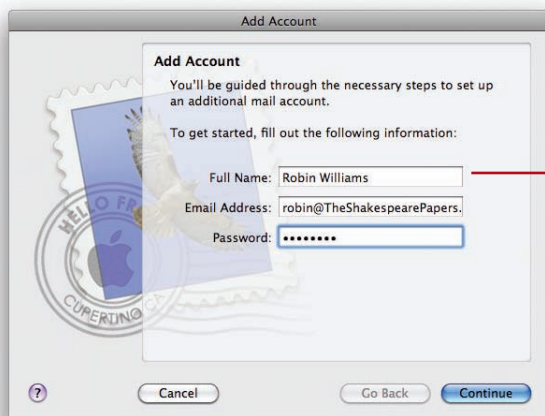 Add Account
Add Account
You'll be guided through the necessary steps to set up
an additional mail account.
To get started, fill out the following information:
Full Name: Robin Williams
Email Address: robin@TheShakespearePapers.
Password: ••••••••
HELLO FR
CUPERTINO CA
? Cancel Go Back Continue